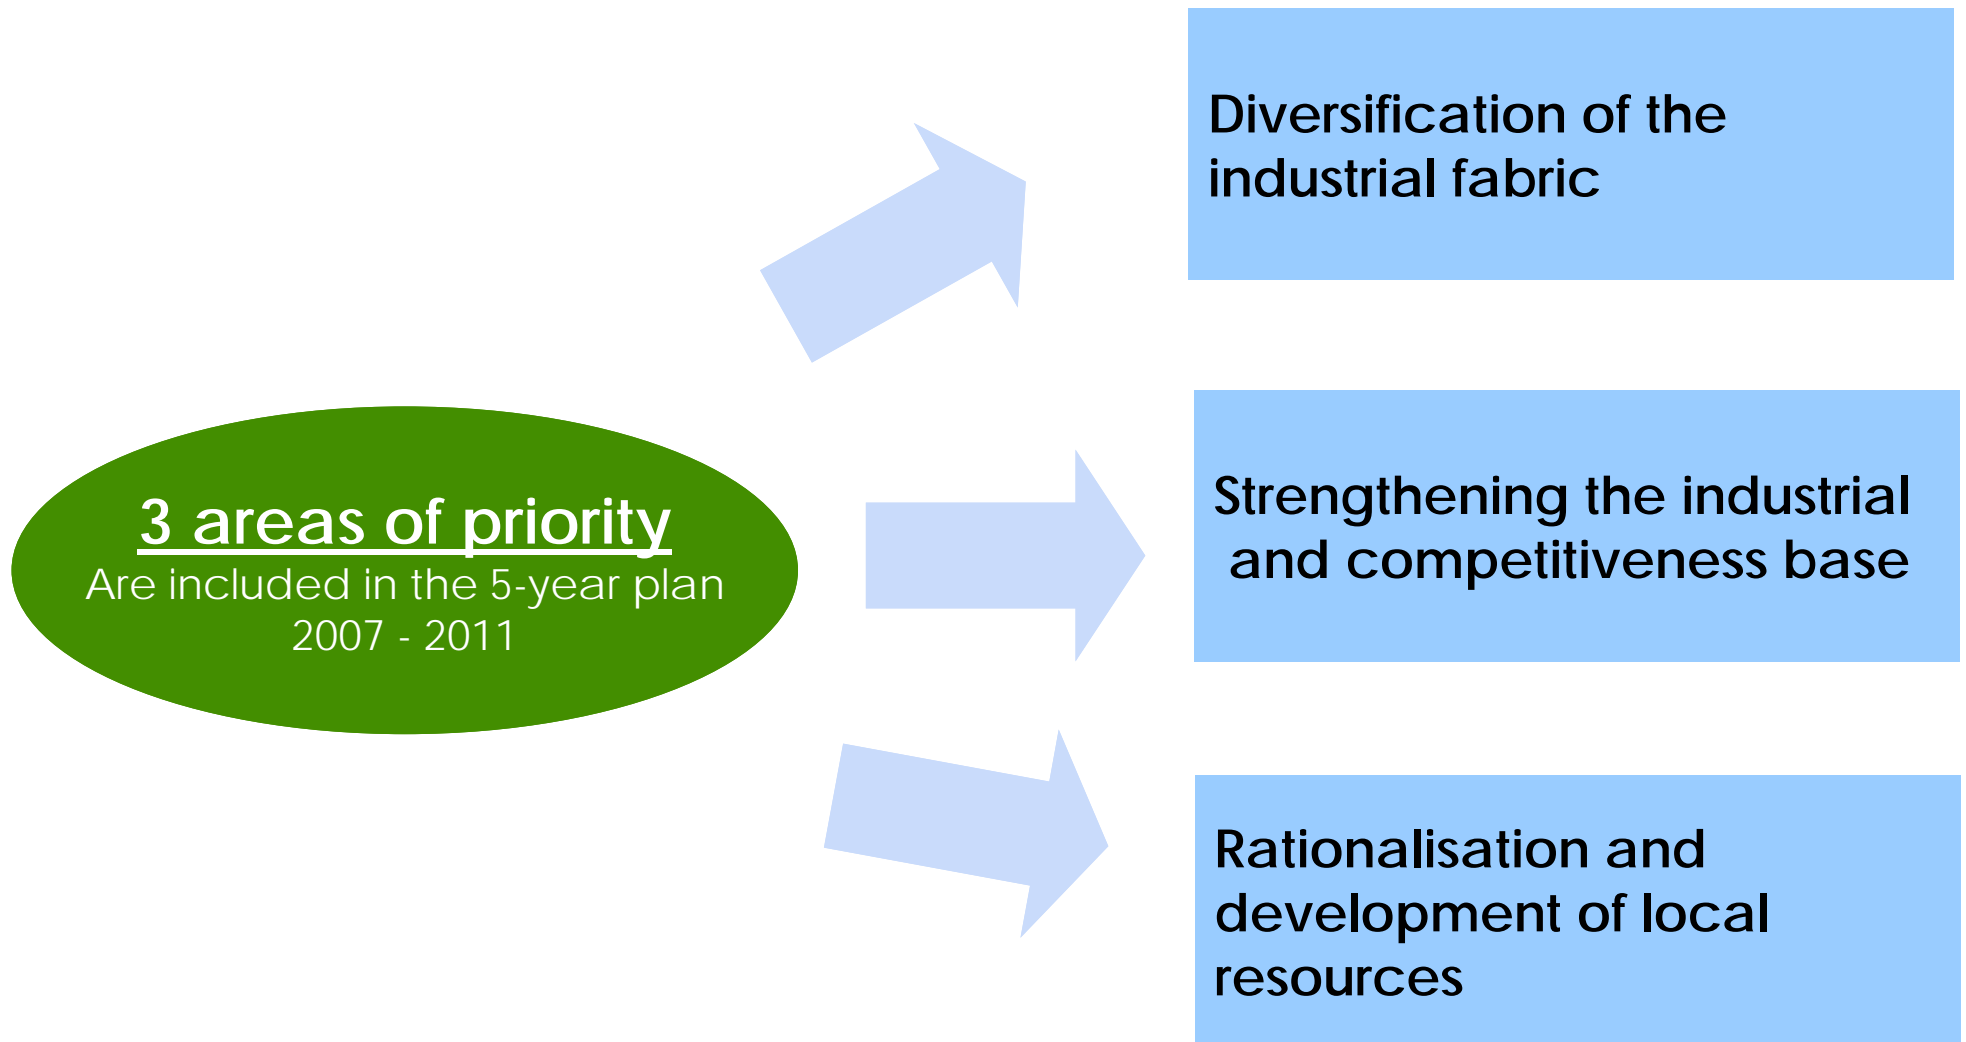 3 areas of priority
Are included in the 5-year plan
2007 - 2011
Diversification of the
industrial fabric
Strengthening the industrial
and competitiveness base
Rationalisation and
development of local
resources